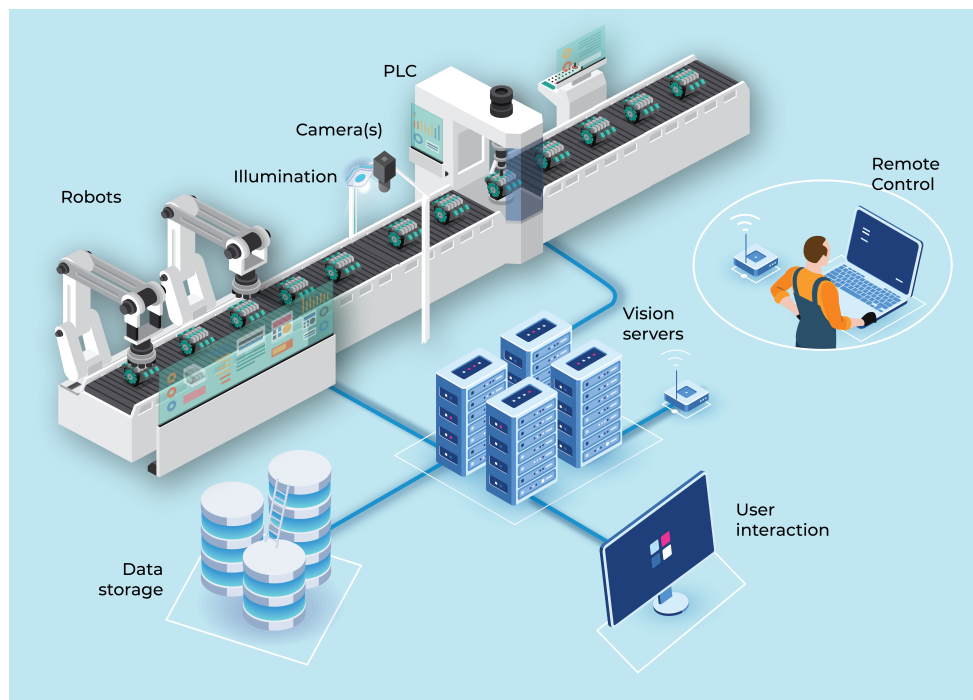 PLC
Camera(s)
Illumination
Robots
Remote
Control
Vision
servers
User
interaction
Data
storage